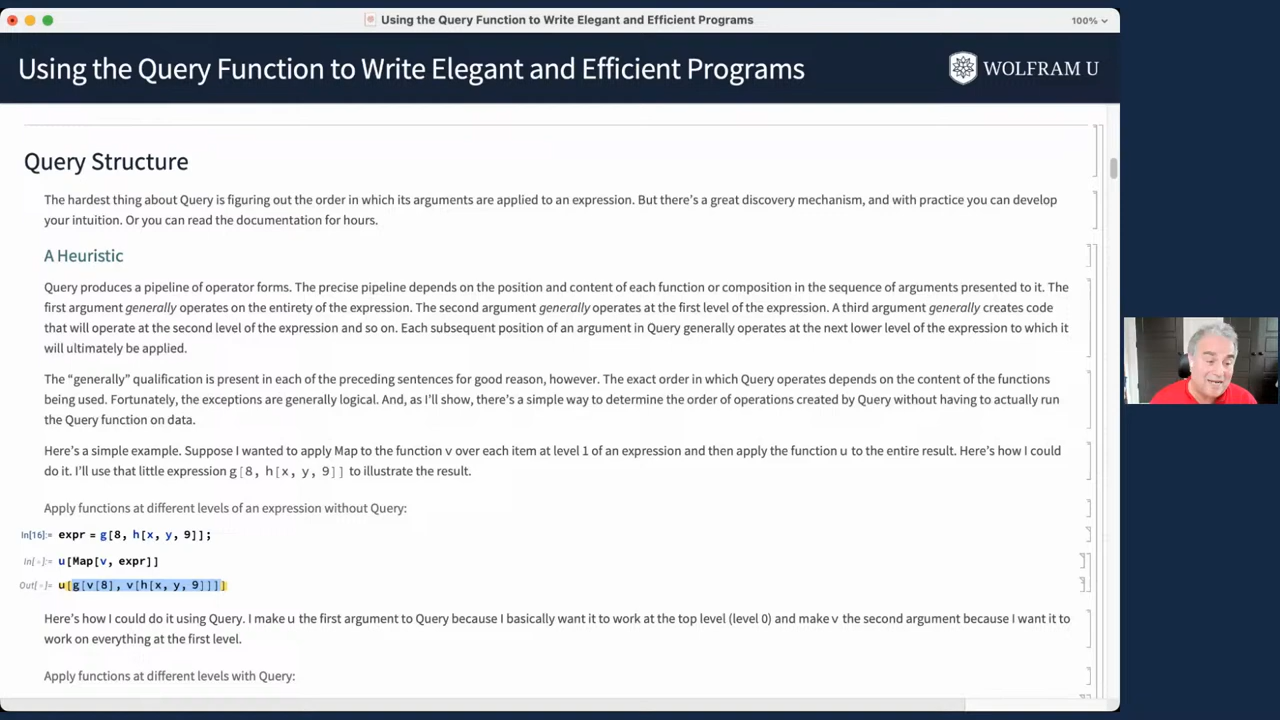 Using the Query Function to Write Elegant and Efficient Programs
100%
Using the Query Function to Write Elegant and Efficient Programs
WOLFRAM U
Query Structure
The hardest thing about Query is figuring out the order in which its arguments are applied to an expression. But there's a great discovery mechanism, and with practice you can develop
your intuition. Or you can read the documentation for hours.
A Heuristic
Query produces a pipeline of operator forms. The precise pipeline depends on the position and content of each function or composition in the sequence of arguments presented to it. The
first argument generally operates on the entirety of the expression. The second argument generally operates at the first level of the expression. A third argument generally creates code
that will operate at the second level of the expression and so on. Each subsequent position of an argument in Query generally operates at the next lower level of the expression to which it
will ultimately be applied.
The “generally” qualification is present in each of the preceding sentences for good reason, however. The exact order in which Query operates depends on the content of the functions
being used. Fortunately, the exceptions are generally logical. And, as I'll show, there's a simple way to determine the order of operations created by Query without having to actually run
the Query function on data.
Here's a simple example. Suppose I wanted to apply Map to the function v over each item at level 1 of an expression and then apply the function u to the entire result. Here's how I could
do it. I'll use that little expression g[8, h[x, y, 9]] to illustrate the result.
Apply functions at different levels of an expression without Query:
In[16]:= expr = g[8, h[x, y, 9]];
In[◦]:= u[Map[v, expr]]
Out[◦]= u[g[v[8], v[h[x, y, 9]]]]
Here's how I could do it using Query. I make u the first argument to Query because I basically want it to work at the top level (level 0) and make v the second argument because I want it to
work on everything at the first level.
Apply functions at different levels with Query: